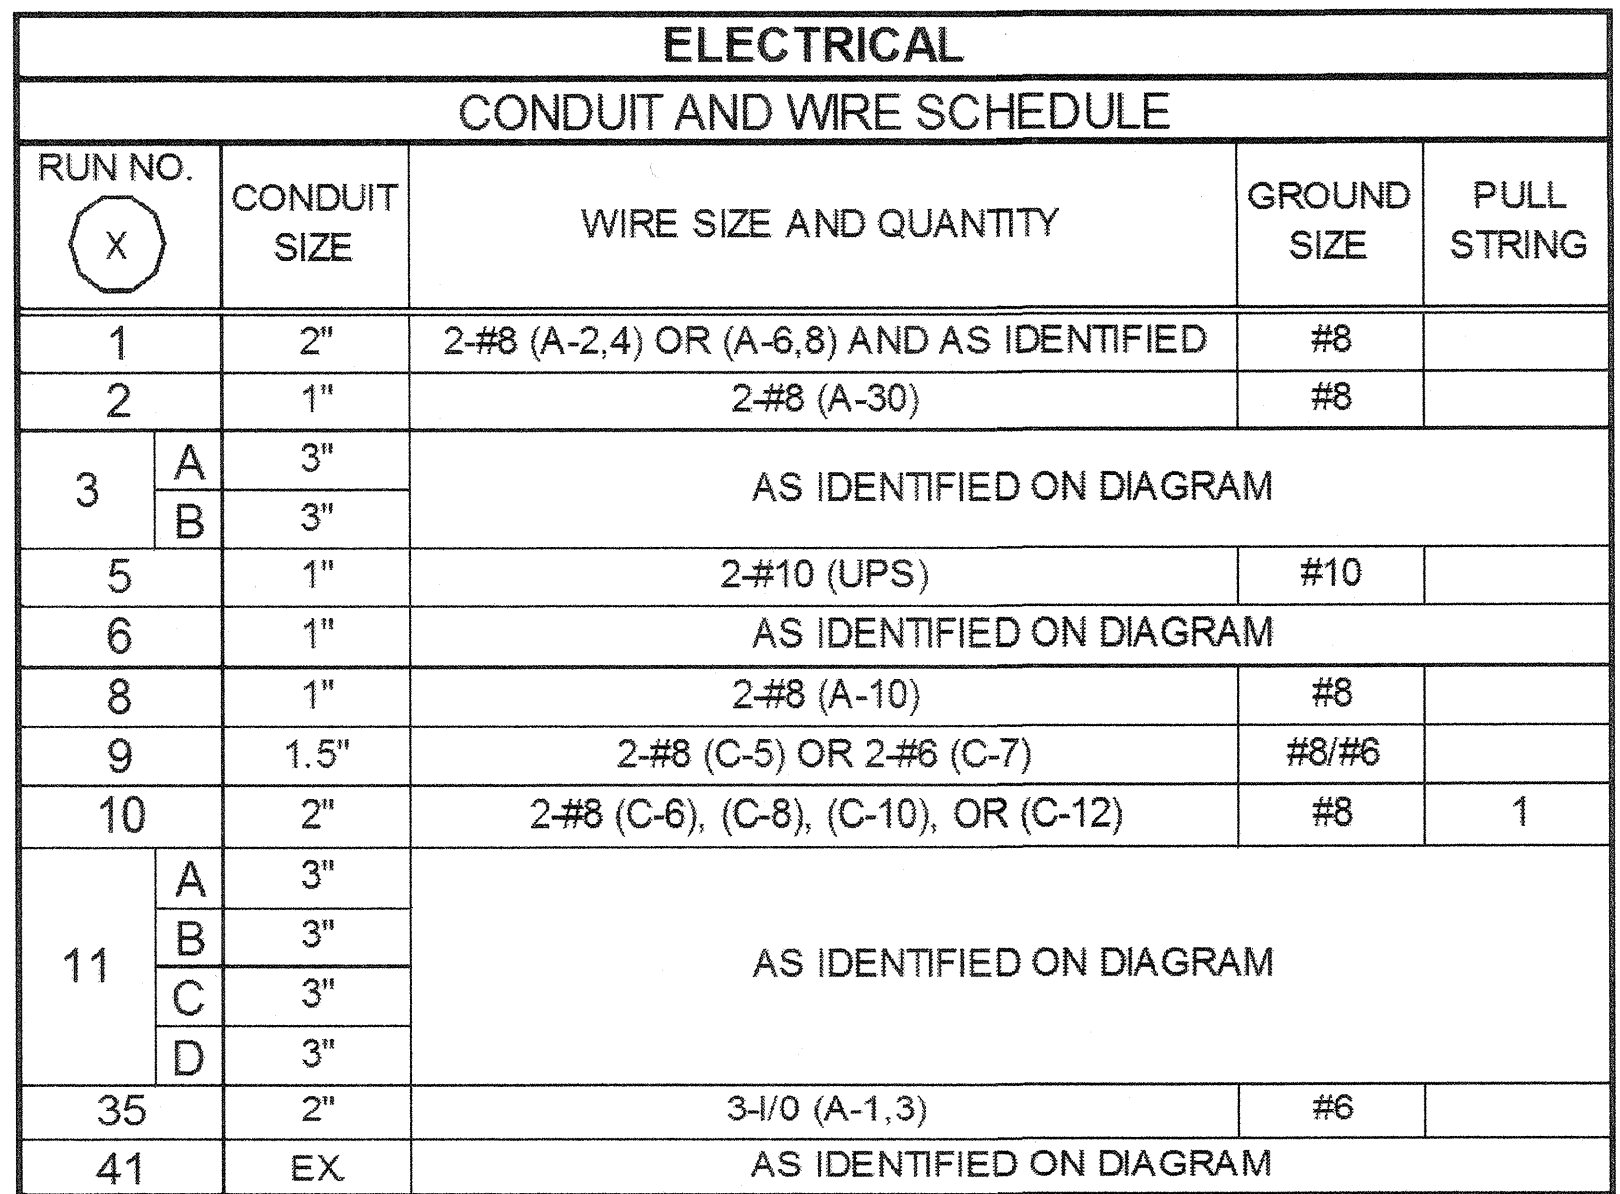 ELECTRICAL
CONDUIT AND WIRE SCHEDULE
RUN NO.
X
CONDUIT
SIZE
WIRE SIZE AND QUANTITY
GROUND
SIZE
PULL
STRING
1 2" 2-#8 (A-2,4) OR (A-6,8) AND AS IDENTIFIED #8
2 1" 2-#8 (A-30) #8
3
A 3"
B 3"
AS IDENTIFIED ON DIAGRAM
5 1" 2-#10 (UPS) #10
6 1" AS IDENTIFIED ON DIAGRAM
8 1" 2-#8 (A-10) #8
9 1.5" 2-#8 (C-5) OR 2-#6 (C-7) #8/#6
10 2" 2-#8 (C-6), (C-8), (C-10), OR (C-12) #8 1
11
A 3"
B 3"
C 3"
D 3"
AS IDENTIFIED ON DIAGRAM
35 2" 3-I/0 (A-1,3) #6
41 EX. AS IDENTIFIED ON DIAGRAM